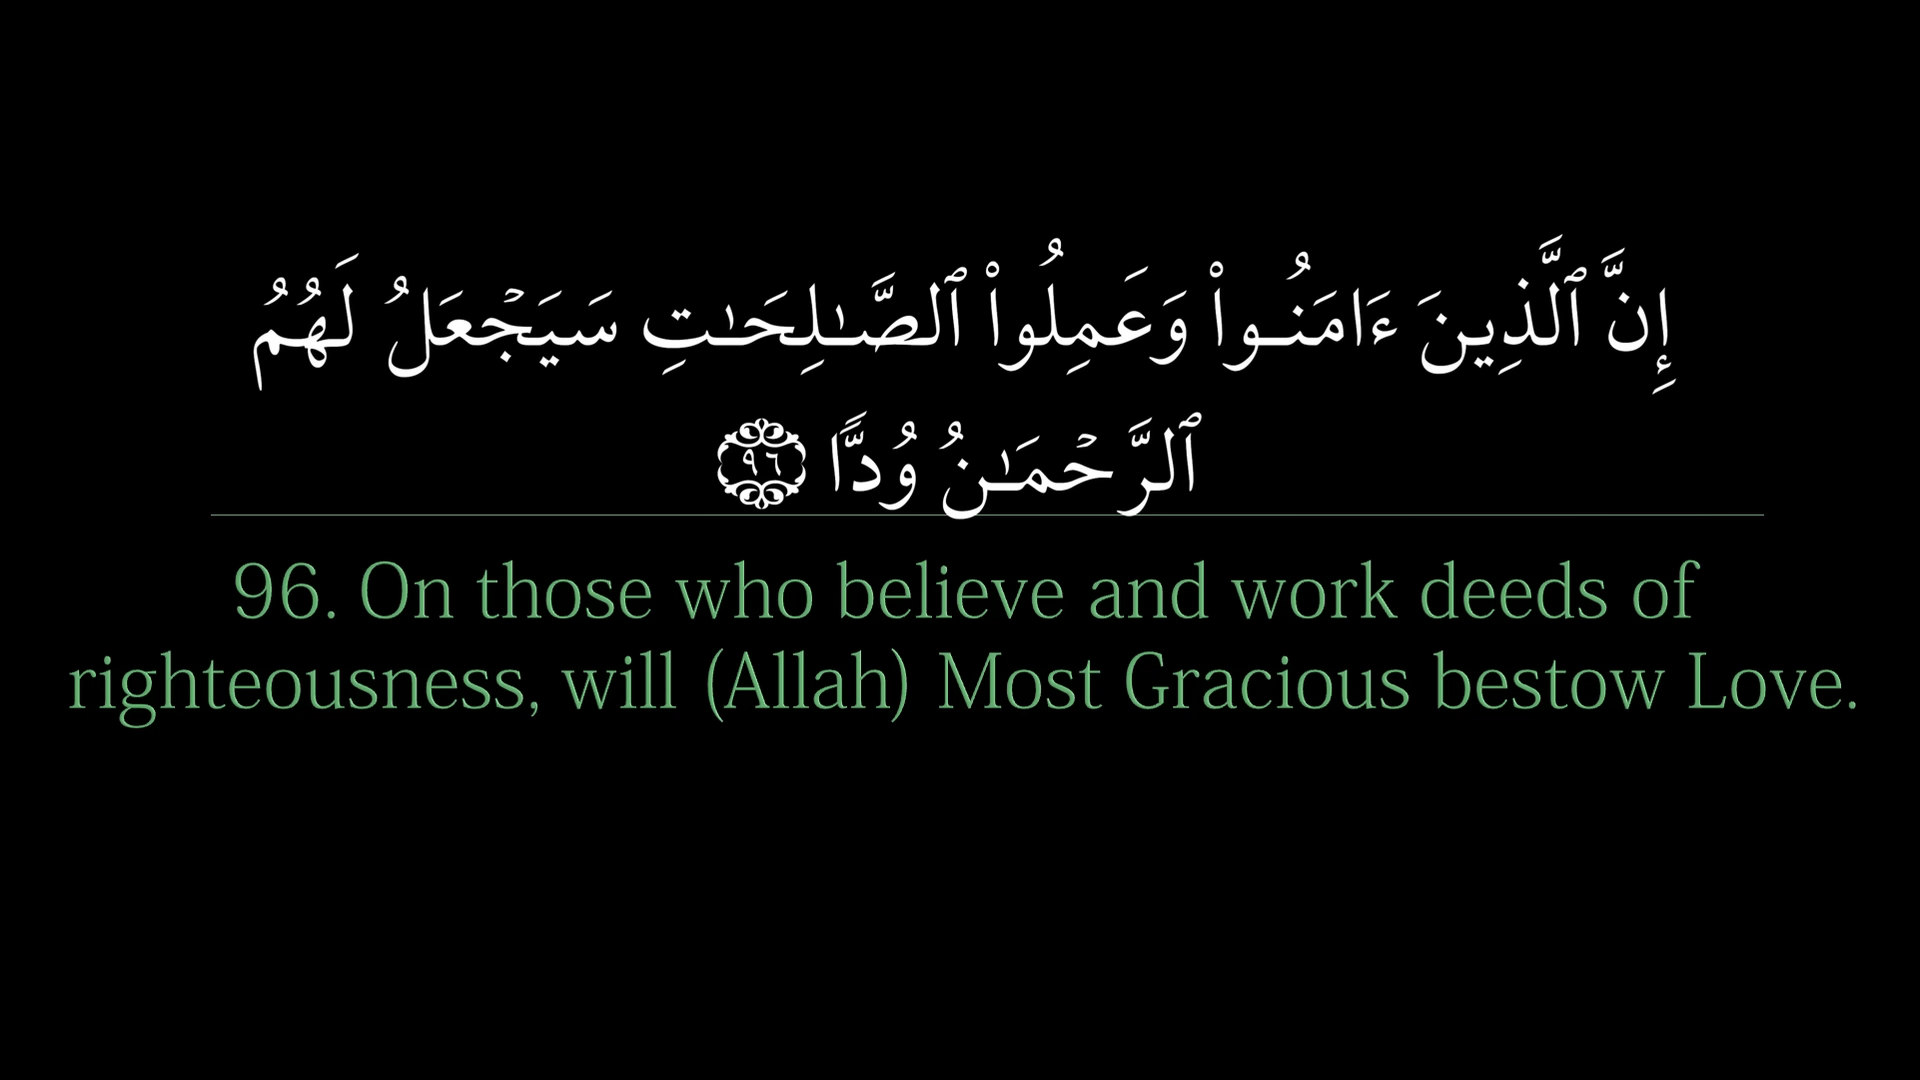 إِنَّ ٱلَّذِينَ ءَامَنُـوا۟ وَعَمِلُوا۟ ٱلصَّـٰلِحَـٰتِ سَيَجْعَلُ لَهُمُ
ٱلرَّحْمَـٰنُ وُدًّا ٩٦
96. On those who believe and work deeds of
righteousness, will (Allah) Most Gracious bestow Love.